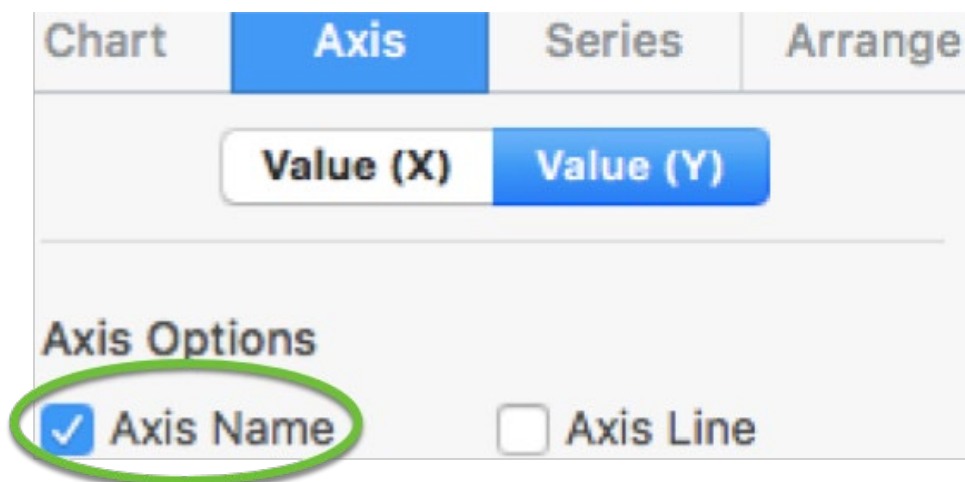 Chart Axis Series Arrange
Value (X) Value (Y)
Axis Options
Axis Name Axis Line